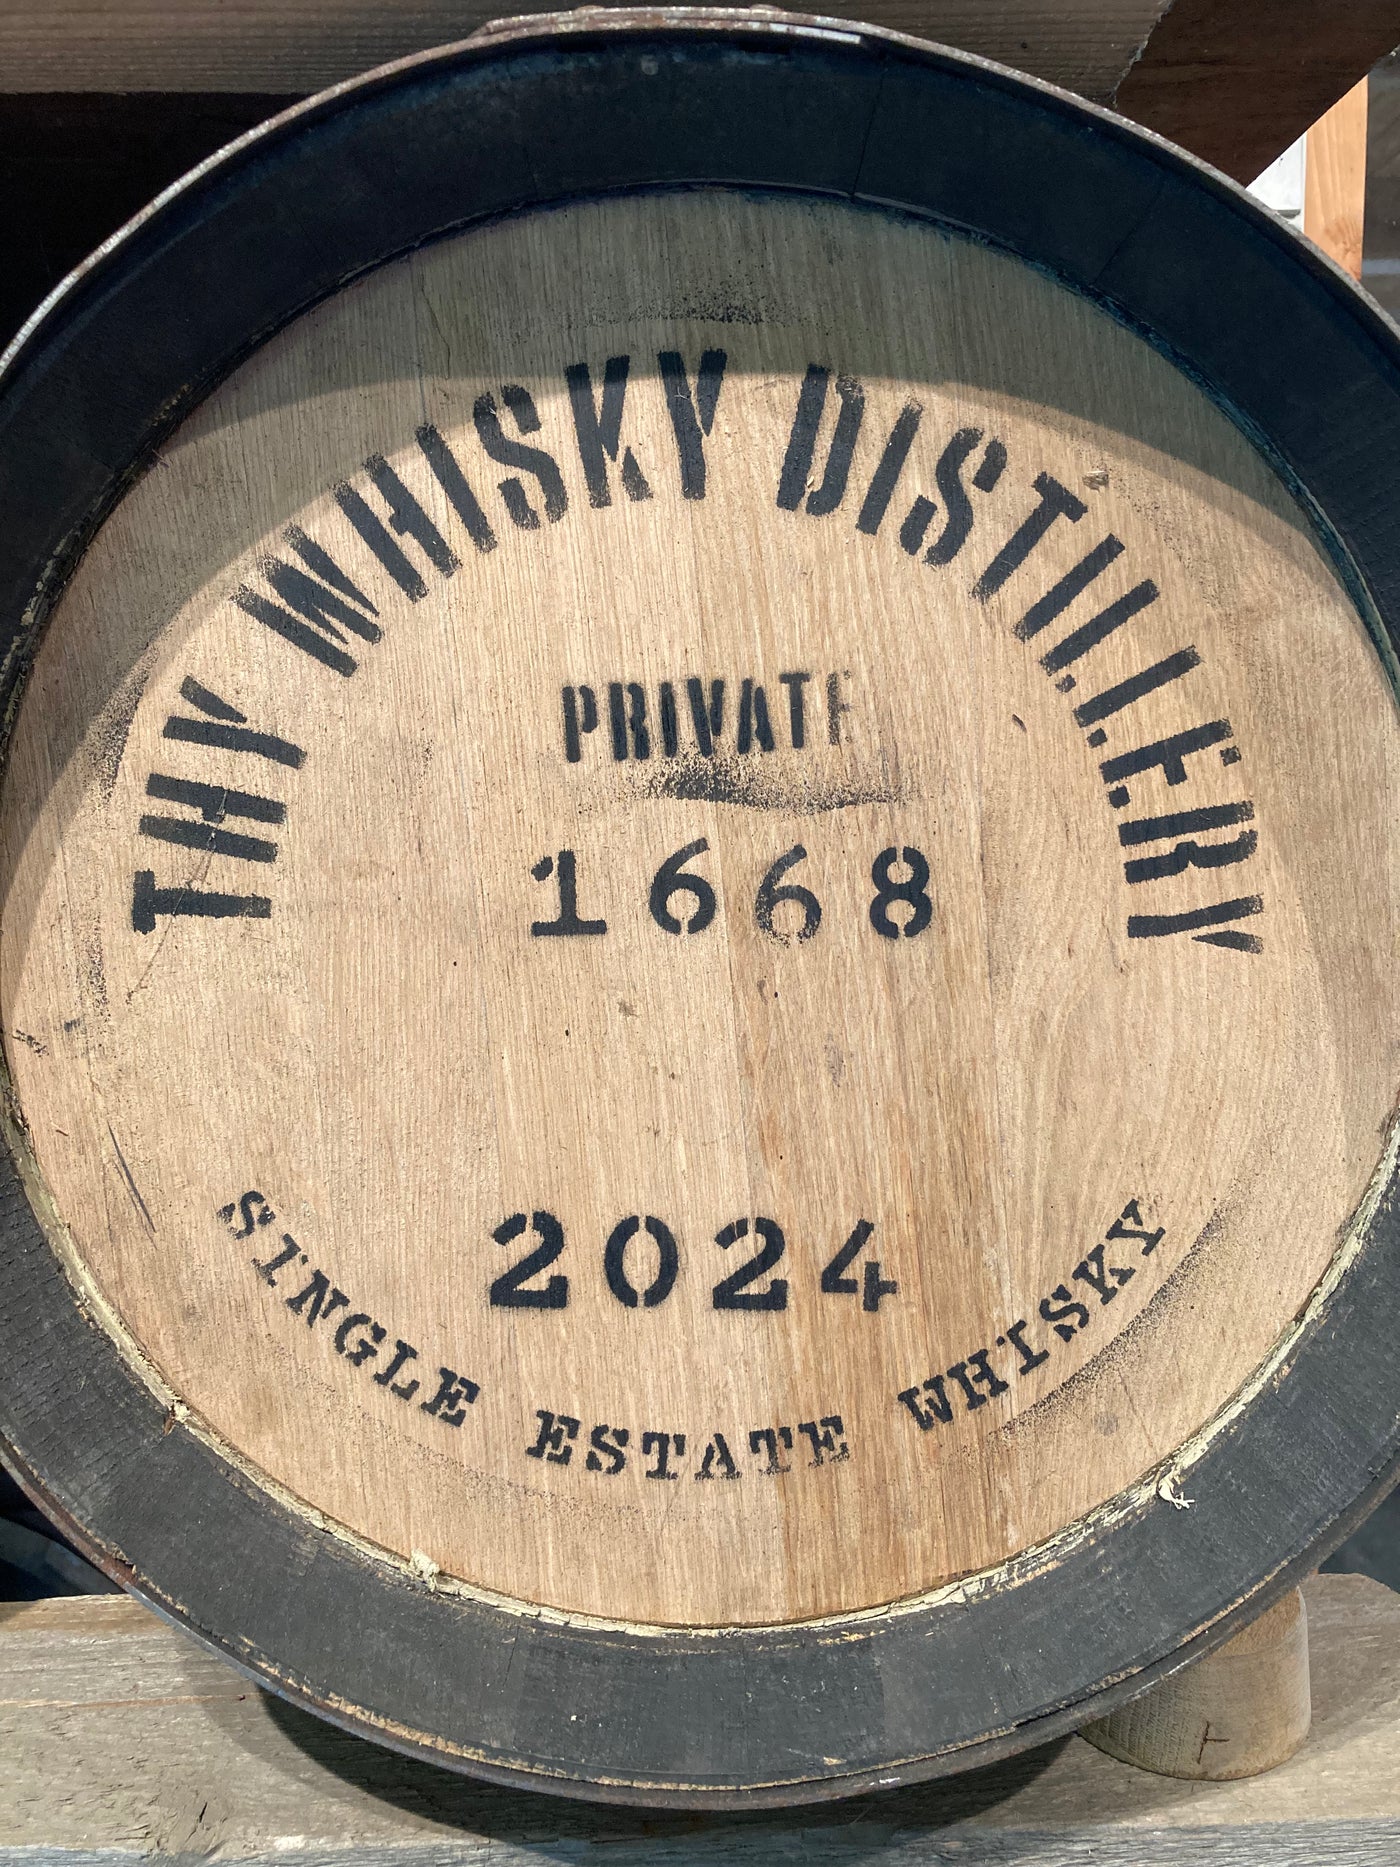 THY WHISKY DISTILLERY
PRIVATE
1668
2024
SINGLE ESTATE WHISKY